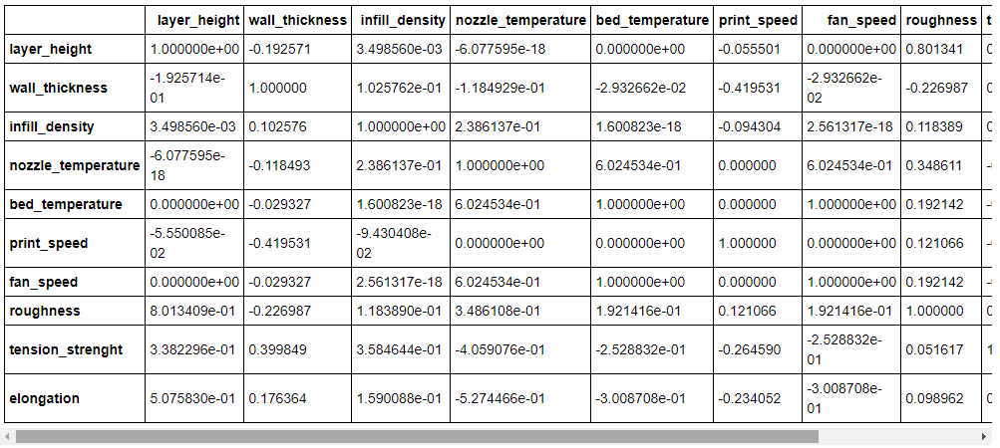 layer_height wall_thickness infill_density nozzle_temperature bed_temperature print_speed fan_speed roughness t
layer_height 1.000000e+00 -0.192571 3.498560e-03 -6.077595e-18 0.000000e+00 -0.055501 0.000000e+00 0.801341 0
wall_thickness -1.925714e-01 1.000000 1.025762e-01 -1.184929e-01 -2.932662e-02 -0.419531 -2.932662e-02 -0.226987 0
infill_density 3.498560e-03 0.102576 1.000000e+00 2.386137e-01 1.600823e-18 -0.094304 2.561317e-18 0.118389 0
nozzle_temperature -6.077595e-18 -0.118493 2.386137e-01 1.000000e+00 6.024534e-01 0.000000 6.024534e-01 0.348611 -
bed_temperature 0.000000e+00 -0.029327 1.600823e-18 6.024534e-01 1.000000e+00 0.000000 1.000000e+00 0.192142 -
print_speed -5.550085e-02 -0.419531 -9.430408e-02 0.000000e+00 0.000000e+00 1.000000 0.000000e+00 0.121066 -
fan_speed 0.000000e+00 -0.029327 2.561317e-18 6.024534e-01 1.000000e+00 0.000000 1.000000e+00 0.192142 -
roughness 8.013409e-01 -0.226987 1.183890e-01 3.486108e-01 1.921416e-01 0.121066 1.921416e-01 1.000000 0
tension_strenght 3.382296e-01 0.399849 3.584644e-01 -4.059076e-01 -2.528832e-01 -0.264590 -2.528832e-01 0.051617 1
elongation 5.075830e-01 0.176364 1.590088e-01 -5.274466e-01 -3.008708e-01 -0.234052 -3.008708e-01 0.098962 0